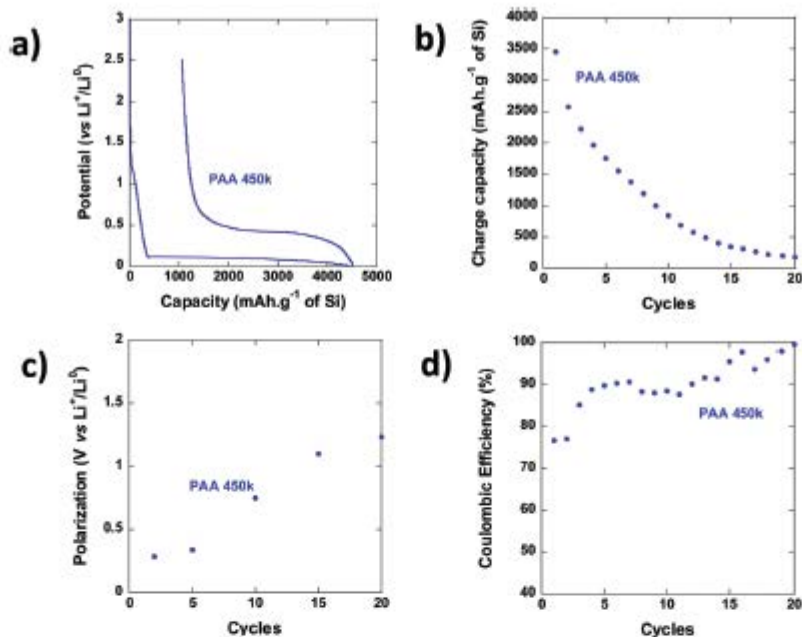 a)
Potential (vs Li⁺/Li⁰)
3
2.5
2
1.5
1
0.5
0
PAA 450k
0 1000 2000 3000 4000 5000
Capacity (mAh.g⁻¹ of Si)
b)
Charge capacity (mAh.g⁻¹ of Si)
4000
3500
3000
2500
2000
1500
1000
500
0
PAA 450k
0 5 10 15 20
Cycles
c)
Polarization (V vs Li⁺/Li⁰)
2
1.5
1
0.5
0
PAA 450k
0 5 10 15 20
Cycles
d)
Coulombic Efficiency (%)
100
90
80
70
60
50
40
PAA 450k
0 5 10 15 20
Cycles